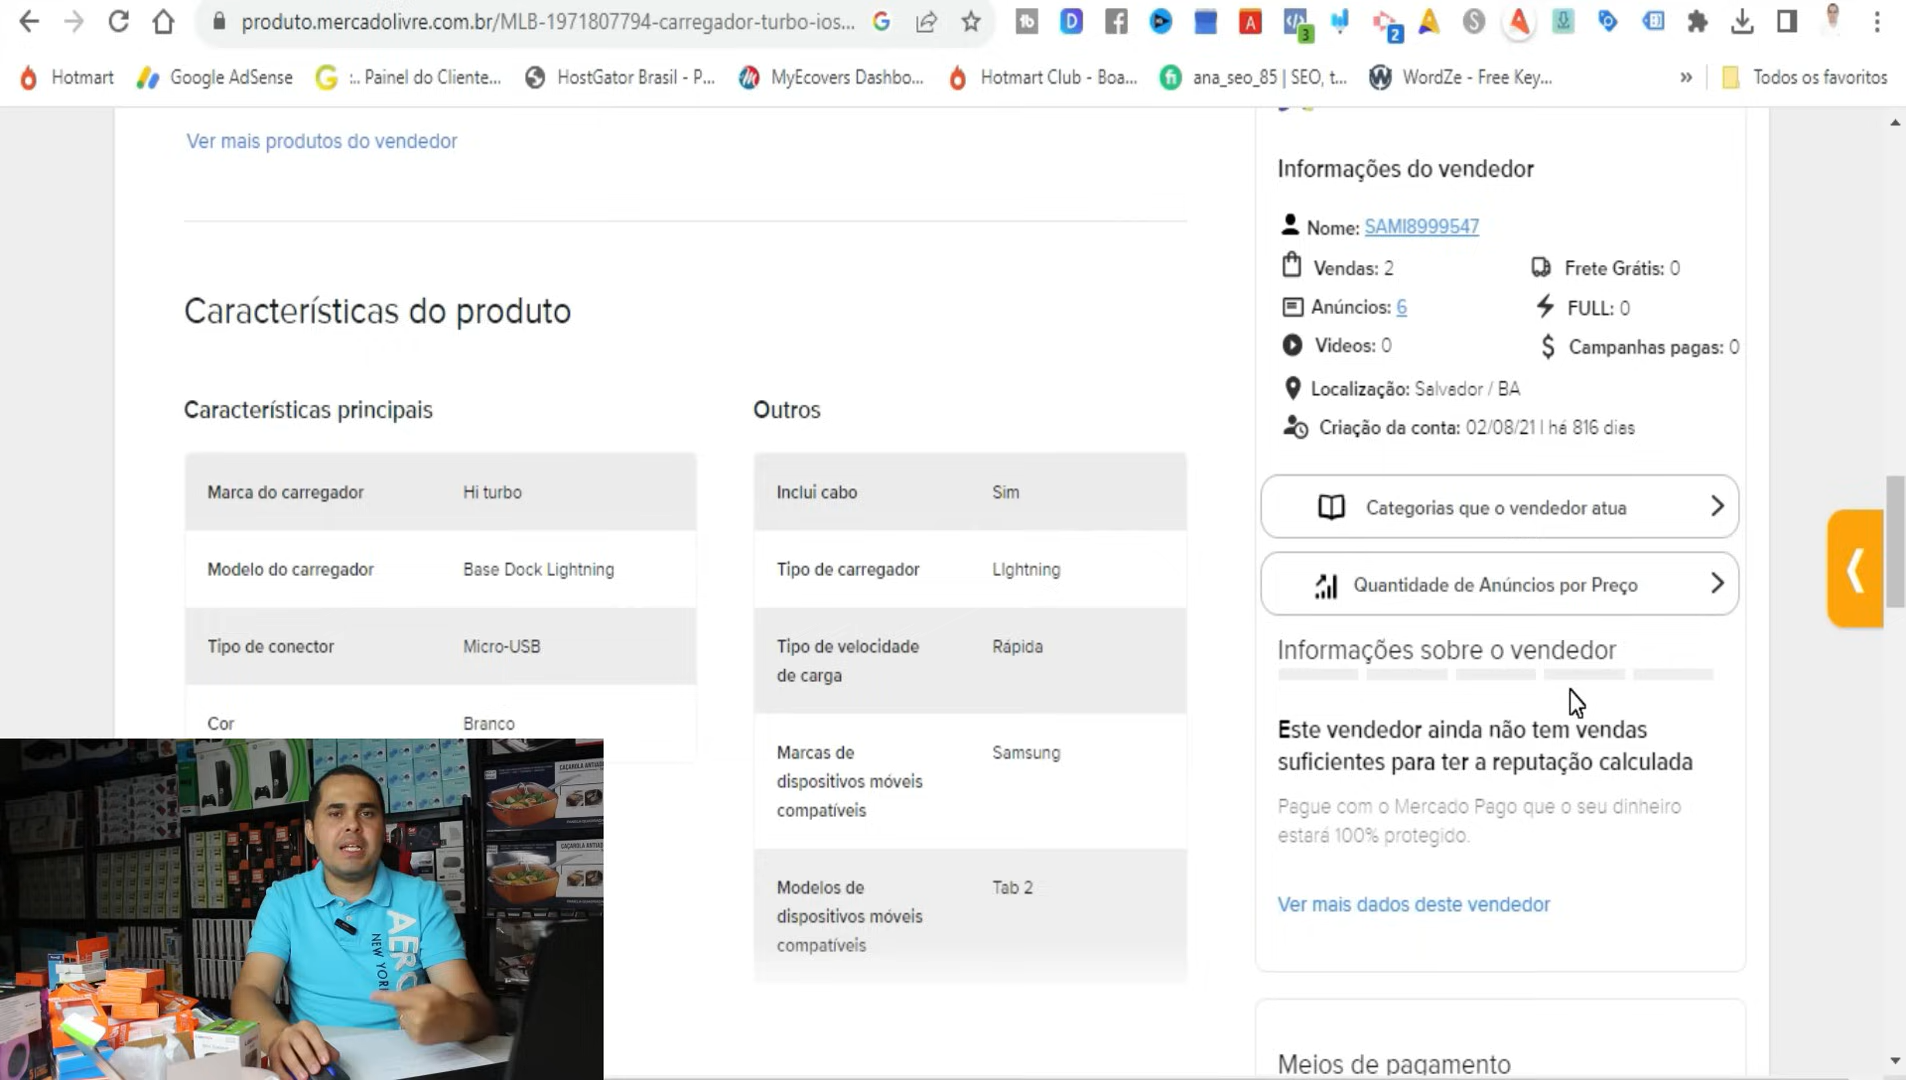 produto.mercadolivre.com.br/MLB-1971807794-carregador-turbo-ios...
Hotmart
Google AdSense
:. Painel do Cliente...
HostGator Brasil - P...
MyEcovers Dashbo...
Hotmart Club - Boa...
ana_seo_85 | SEO, t...
WordZe - Free Key...
»
Todos os favoritos
Ver mais produtos do vendedor
Características do produto
Características principais
Marca do carregador Hi turbo
Modelo do carregador Base Dock Lightning
Tipo de conector Micro-USB
Cor Branco
Outros
Inclui cabo Sim
Tipo de carregador LIghtning
Tipo de velocidade Rápida
de carga
Marcas de Samsung
dispositivos móveis
compatíveis
Modelos de Tab 2
dispositivos móveis
compatíveis
Informações do vendedor
Nome: SAMI8999547
Vendas: 2 Frete Grátis: 0
Anúncios: 6 FULL: 0
Videos: 0 Campanhas pagas: 0
Localização: Salvador / BA
Criação da conta: 02/08/21 | há 816 dias
Categorias que o vendedor atua
Quantidade de Anúncios por Preço
Informações sobre o vendedor
Este vendedor ainda não tem vendas
suficientes para ter a reputação calculada
Pague com o Mercado Pago que o seu dinheiro
estará 100% protegido.
Ver mais dados deste vendedor
Meios de pagamento
AERO
NEW YORK